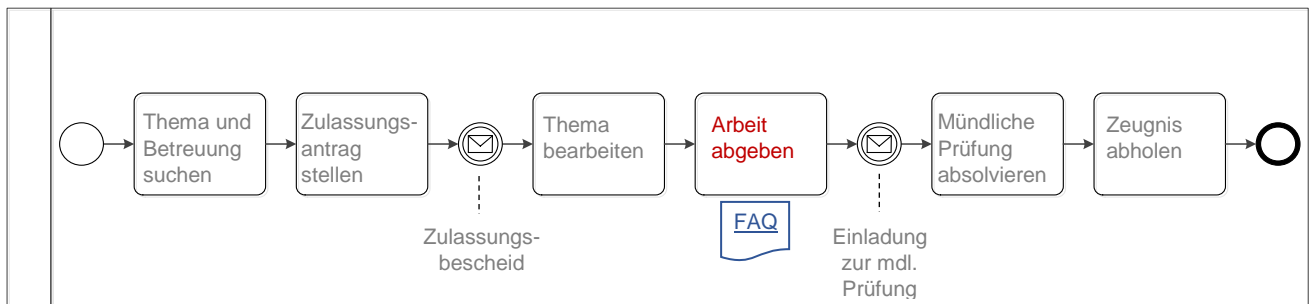 Thema und
Betreuung
suchen
Zulassungs-
antrag
stellen
Zulassungs-
bescheid
Thema
bearbeiten
Arbeit
abgeben
FAQ
Einladung
zur mdl.
Prüfung
Mündliche
Prüfung
absolvieren
Zeugnis
abholen